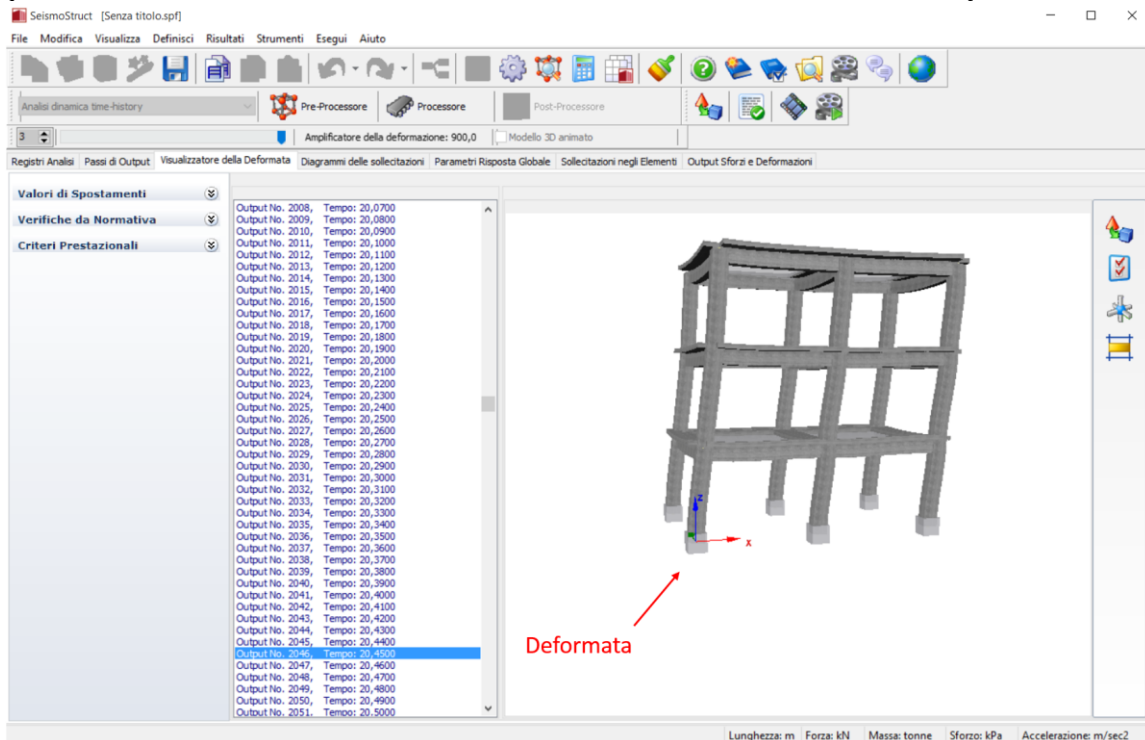 SeismoStruct [Senza titolo.spf]
File Modifica Visualizza Definisci Risultati Strumenti Esegui Aiuto
Analisi dinamica time-history Pre-Processore Processore Post-Processore
3 Amplificatore della deformazione: 900,0 Modello 3D animato
Registri Analisi Passi di Output Visualizzatore della Deformata Diagrammi delle sollecitazioni Parametri Risposta Globale Sollecitazioni negli Elementi Output Sforzi e Deformazioni
Valori di Spostamenti
Verifiche da Normativa
Criteri Prestazionali
Output No. 2008, Tempo: 20,0700
Output No. 2009, Tempo: 20,0800
Output No. 2010, Tempo: 20,0900
Output No. 2011, Tempo: 20,1000
Output No. 2012, Tempo: 20,1100
Output No. 2013, Tempo: 20,1200
Output No. 2014, Tempo: 20,1300
Output No. 2015, Tempo: 20,1400
Output No. 2016, Tempo: 20,1500
Output No. 2017, Tempo: 20,1600
Output No. 2018, Tempo: 20,1700
Output No. 2019, Tempo: 20,1800
Output No. 2020, Tempo: 20,1900
Output No. 2021, Tempo: 20,2000
Output No. 2022, Tempo: 20,2100
Output No. 2023, Tempo: 20,2200
Output No. 2024, Tempo: 20,2300
Output No. 2025, Tempo: 20,2400
Output No. 2026, Tempo: 20,2500
Output No. 2027, Tempo: 20,2600
Output No. 2028, Tempo: 20,2700
Output No. 2029, Tempo: 20,2800
Output No. 2030, Tempo: 20,2900
Output No. 2031, Tempo: 20,3000
Output No. 2032, Tempo: 20,3100
Output No. 2033, Tempo: 20,3200
Output No. 2034, Tempo: 20,3300
Output No. 2035, Tempo: 20,3400
Output No. 2036, Tempo: 20,3500
Output No. 2037, Tempo: 20,3600
Output No. 2038, Tempo: 20,3700
Output No. 2039, Tempo: 20,3800
Output No. 2040, Tempo: 20,3900
Output No. 2041, Tempo: 20,4000
Output No. 2042, Tempo: 20,4100
Output No. 2043, Tempo: 20,4200
Output No. 2044, Tempo: 20,4300
Output No. 2045, Tempo: 20,4400
Output No. 2046, Tempo: 20,4500
Output No. 2047, Tempo: 20,4600
Output No. 2048, Tempo: 20,4700
Output No. 2049, Tempo: 20,4800
Output No. 2050, Tempo: 20,4900
Output No. 2051, Tempo: 20,5000
z
x
Deformata
Lunghezza: m Forza: kN Massa: tonne Sforzo: kPa Accelerazione: m/sec2